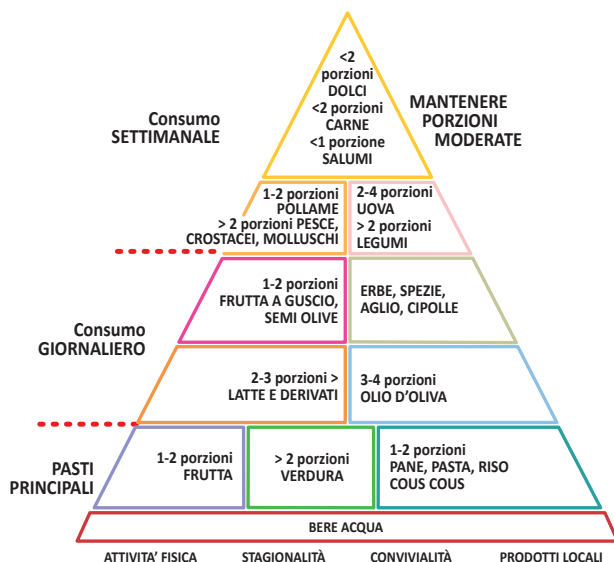 <2
porzioni
DOLCI
<2 porzioni
CARNE
<1 porzione
SALUMI
Consumo
SETTIMANALE
MANTENERE
PORZIONI
MODERATE
1-2 porzioni
POLLAME
> 2 porzioni PESCE,
CROSTACEI, MOLLUSCHI
2-4 porzioni
UOVA
> 2 porzioni
LEGUMI
Consumo
GIORNALIERO
1-2 porzioni
FRUTTA A GUSCIO,
SEMI OLIVE
ERBE, SPEZIE,
AGLIO, CIPOLLE
2-3 porzioni >
LATTE E DERIVATI
3-4 porzioni
OLIO D’OLIVA
PASTI
PRINCIPALI
1-2 porzioni
FRUTTA
> 2 porzioni
VERDURA
1-2 porzioni
PANE, PASTA, RISO
COUS COUS
BERE ACQUA
ATTIVITA’ FISICA
STAGIONALITÀ
CONVIVIALITÀ
PRODOTTI LOCALI